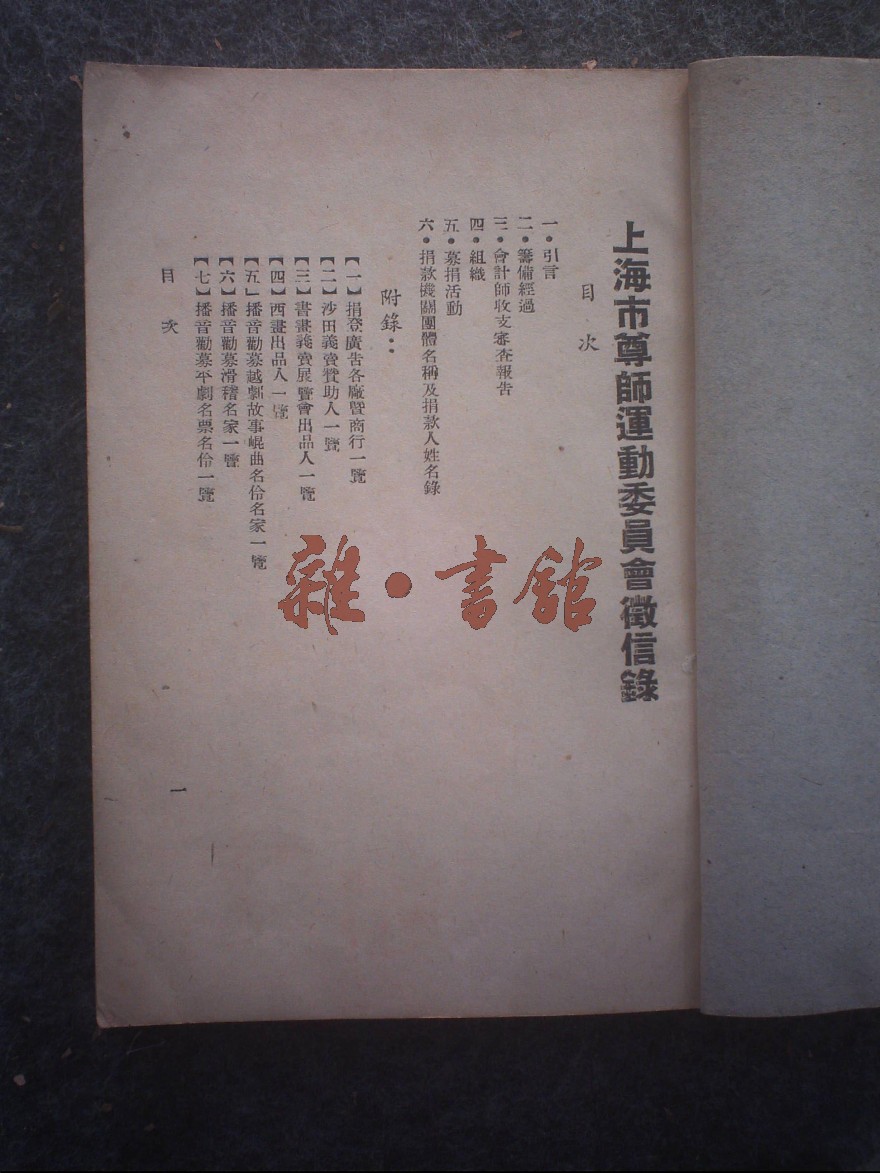 上海市尊師運動委員會徵信錄
目次
一•引言
二•籌備經過
三•會計師收支審查報告
四•組織
五•募捐活動
六•捐款機關團體名稱及捐款人姓名錄
附錄：
【一】捐登廣告各廠暨商行一覽
【二】沙田義賣贊助人一覽
【三】書畫義賣展覽會出品人一覽
【四】西畫出品人一覽
【五」播音勸募越劇故事崐曲名伶名家一覽
【六】播音勸募滑稽名家一覽
【七】播音勸募平劇名票名伶一覽
目次
一
雜•書館